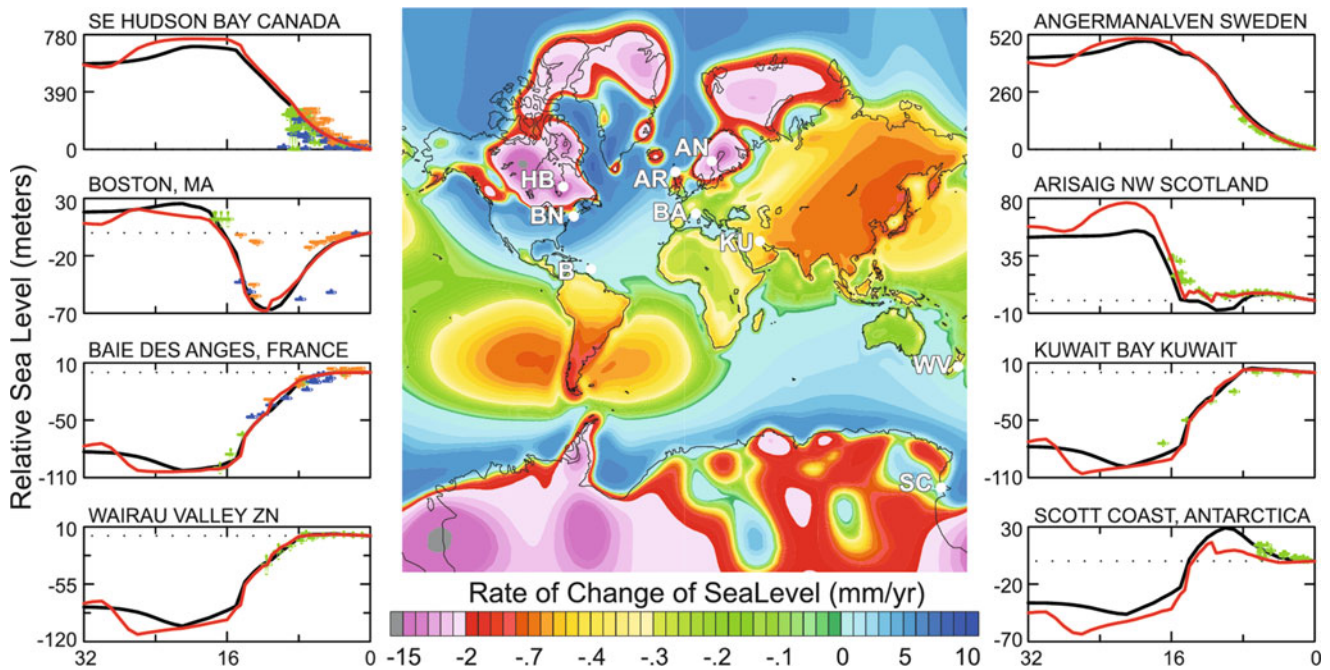 SE HUDSON BAY CANADA
780
390
0
BOSTON, MA
30
-20
-70
BAIE DES ANGES, FRANCE
10
-50
-110
WAIRAU VALLEY ZN
10
-55
-120
32
16
0
Relative Sea Level (meters)
HB
BN
B
AN
AR
BA
KU
WV
SC
Rate of Change of SeaLevel (mm/yr)
-15
-2
-.7
-.4
-.3
-.2
-.1
0
3
5
10
ANGERMANALVEN SWEDEN
520
260
0
ARISAIG NW SCOTLAND
80
35
-10
KUWAIT BAY KUWAIT
10
-50
-110
SCOTT COAST, ANTARCTICA
30
-20
-70
32
16
0